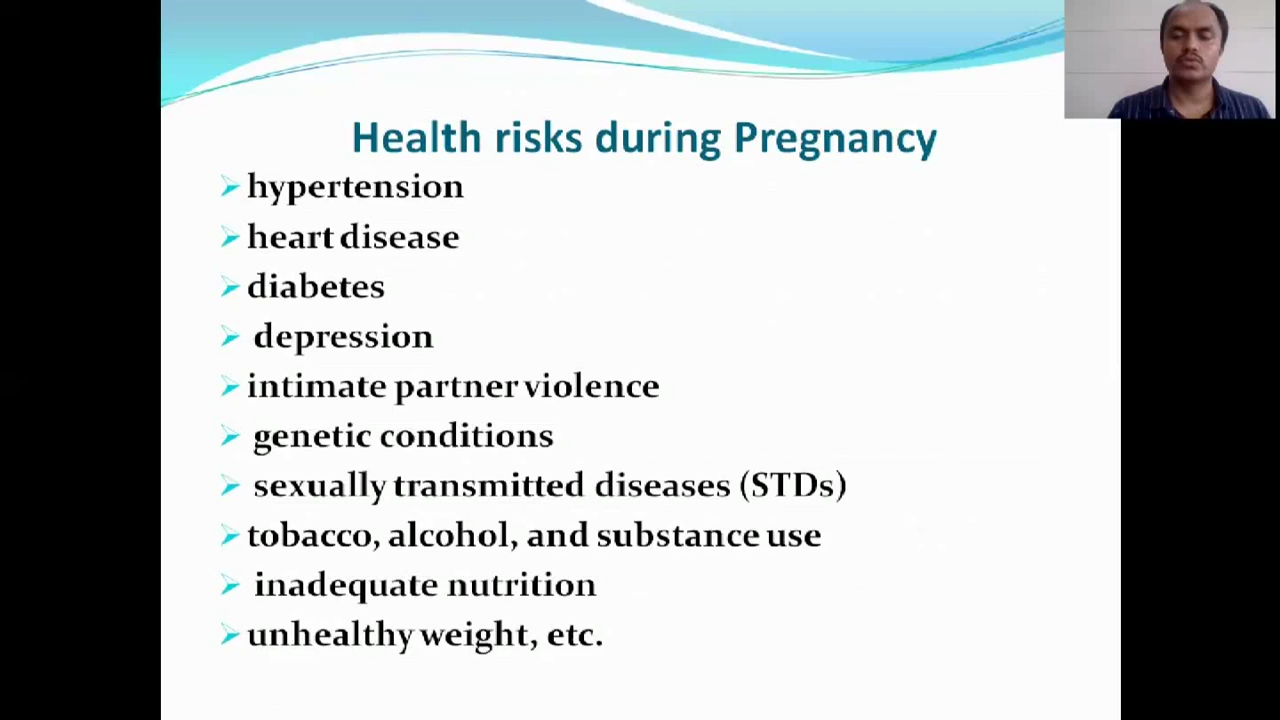 Health risks during Pregnancy
hypertension
heart disease
diabetes
depression
intimate partner violence
genetic conditions
sexually transmitted diseases (STDs)
tobacco, alcohol, and substance use
inadequate nutrition
unhealthy weight, etc.